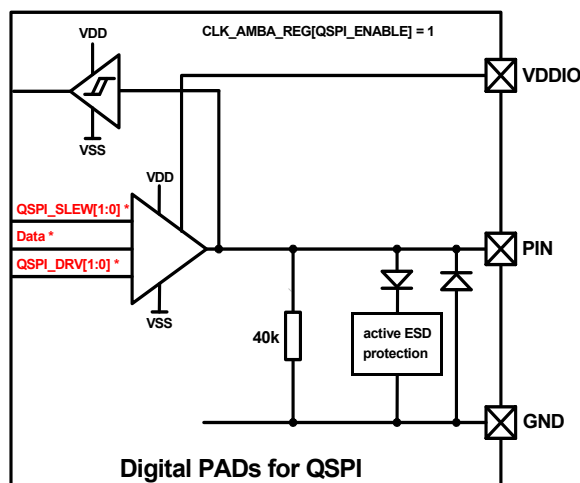 VDD
CLK_AMBA_REG[QSPI_ENABLE] = 1
VDDIO
VSS
VDD
QSPI_SLEW[1:0] *
Data *
QSPI_DRV[1:0] *
PIN
VSS
40k
active ESD
protection
GND
Digital PADs for QSPI